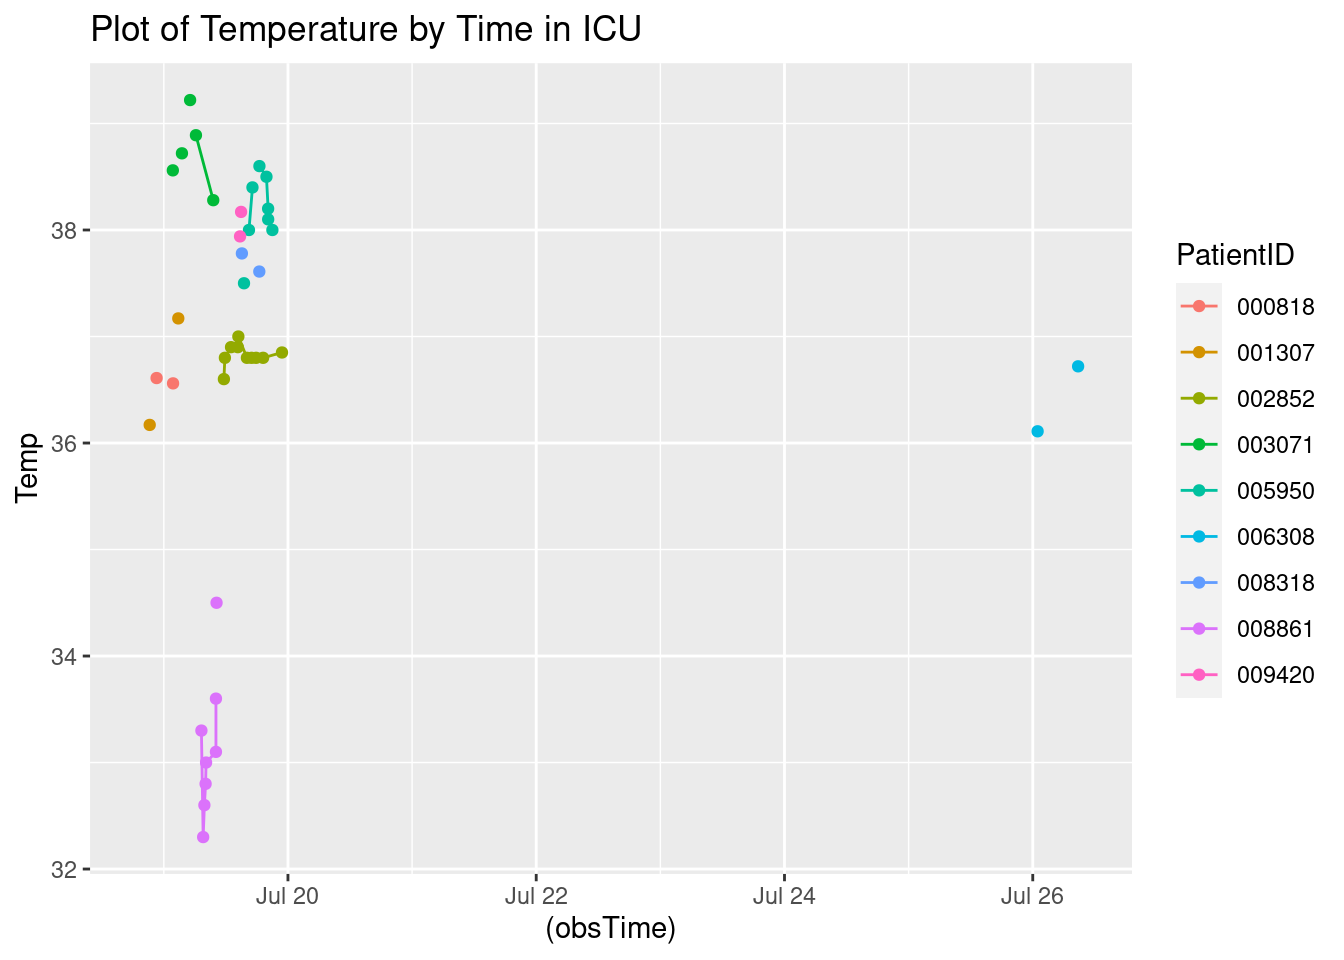 Plot of Temperature by Time in ICU
Temp
38
36
34
32
Jul 20
Jul 22
Jul 24
Jul 26
(obsTime)
PatientID
000818
001307
002852
003071
005950
006308
008318
008861
009420